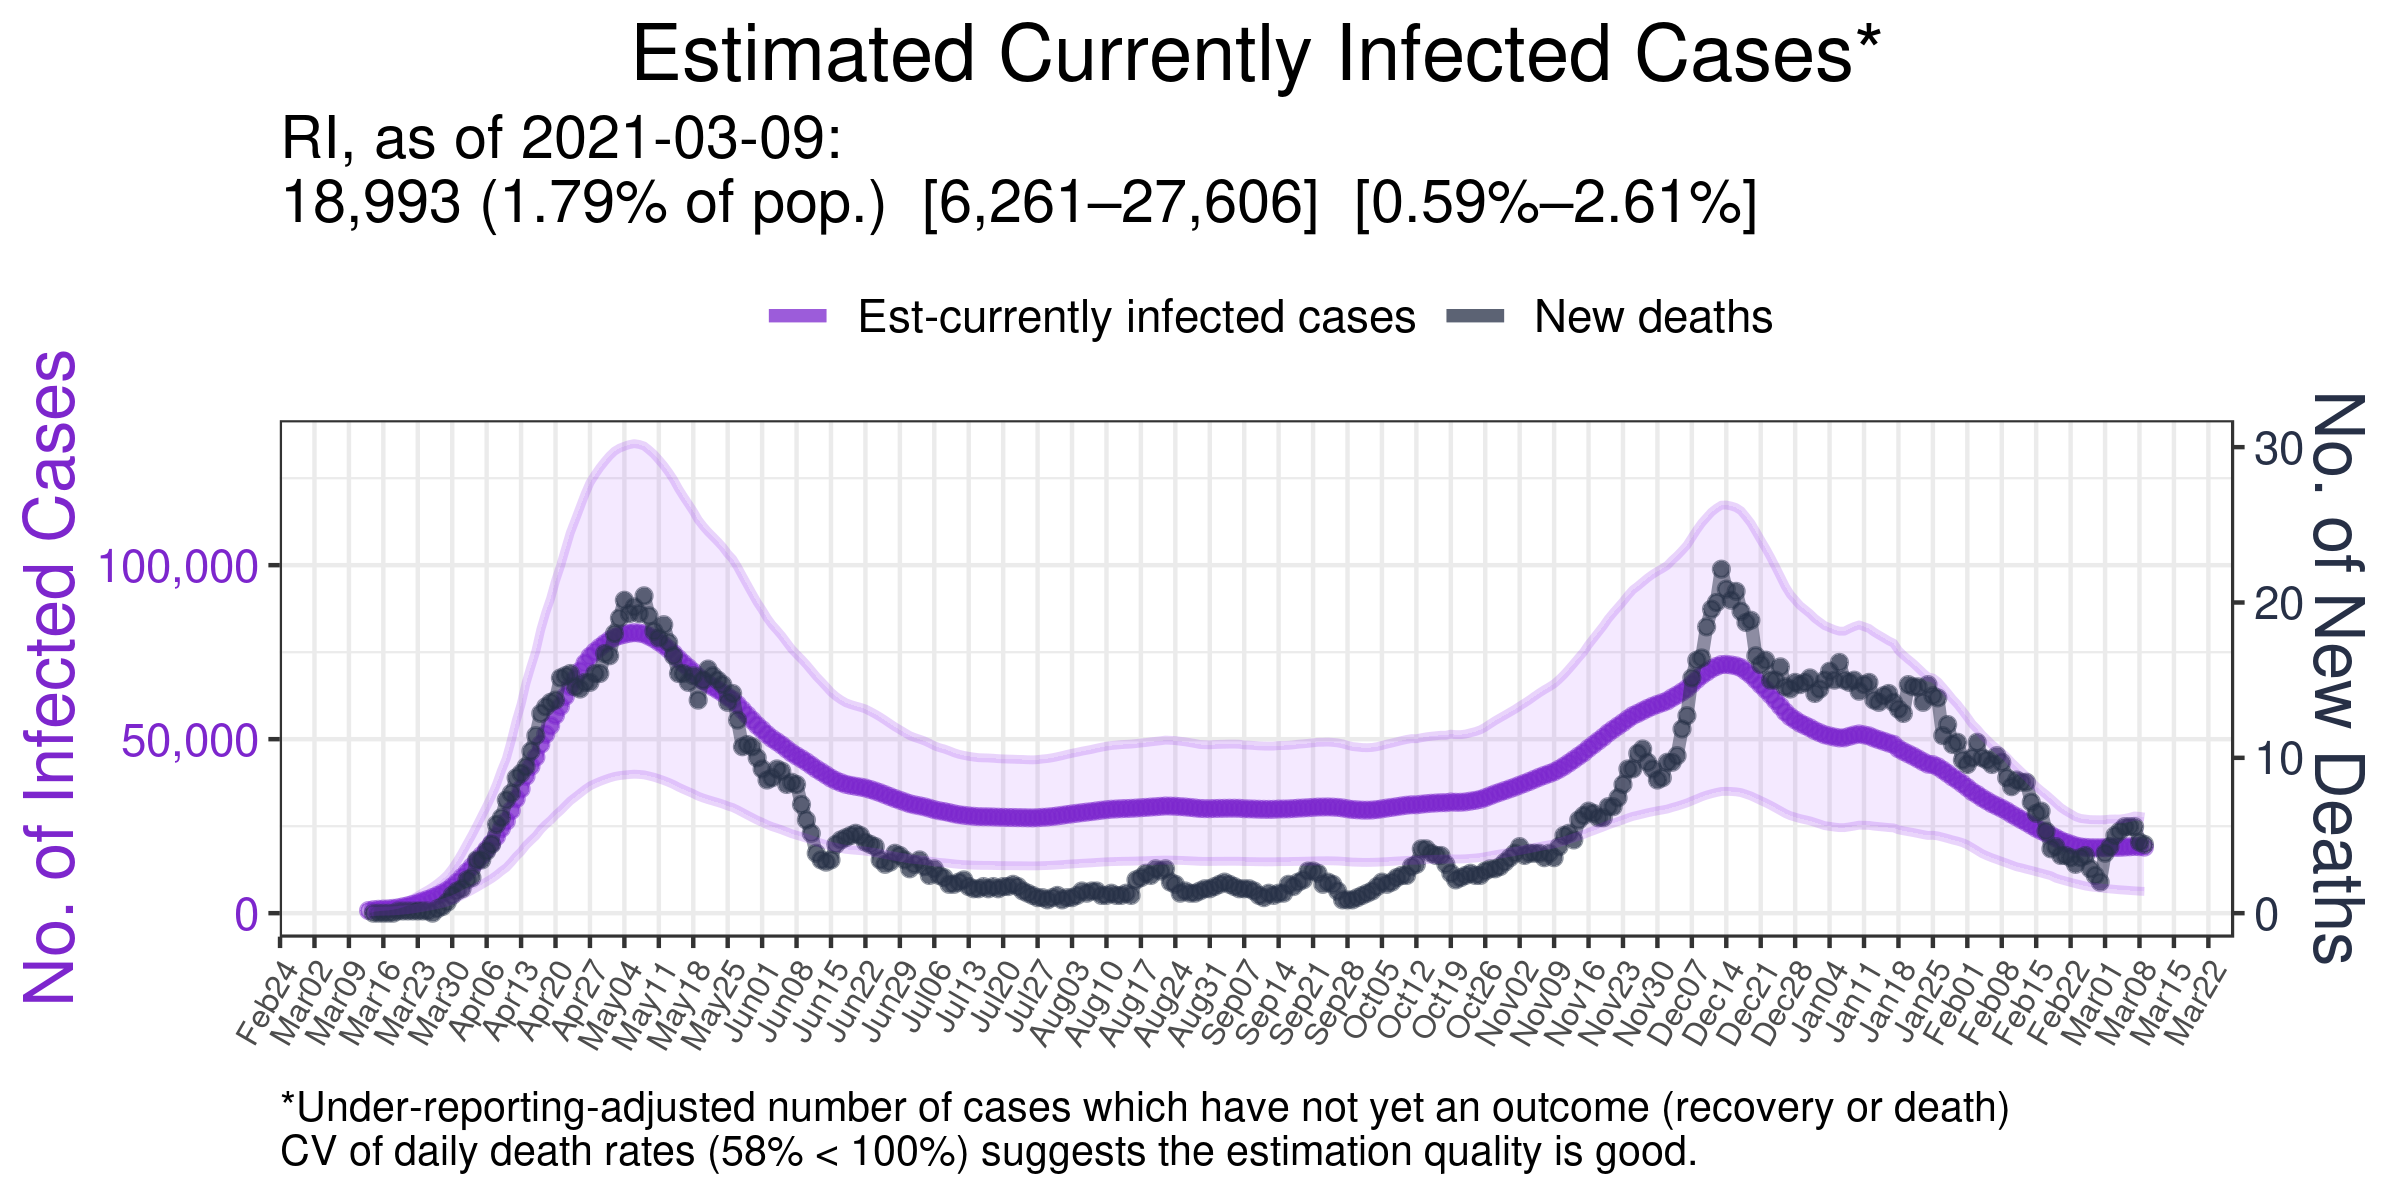 Estimated Currently Infected Cases*
RI, as of 2021-03-09:
18,993 (1.79% of pop.) [6,261–27,606] [0.59%–2.61%]
Est-currently infected cases
New deaths
No. of Infected Cases
100,000
50,000
0
30
20
10
0
No. of New Deaths
Feb24
Mar02
Mar09
Mar16
Mar23
Mar30
Apr06
Apr13
Apr20
Apr27
May04
May11
May18
May25
Jun01
Jun08
Jun15
Jun22
Jun29
Jul06
Jul13
Jul20
Jul27
Aug03
Aug10
Aug17
Aug24
Aug31
Sep07
Sep14
Sep21
Sep28
Oct05
Oct12
Oct19
Oct26
Nov02
Nov09
Nov16
Nov23
Nov30
Dec07
Dec14
Dec21
Dec28
Jan04
Jan11
Jan18
Jan25
Feb01
Feb08
Feb15
Feb22
Mar01
Mar08
Mar15
Mar22
*Under-reporting-adjusted number of cases which have not yet an outcome (recovery or death)
CV of daily death rates (58% < 100%) suggests the estimation quality is good.